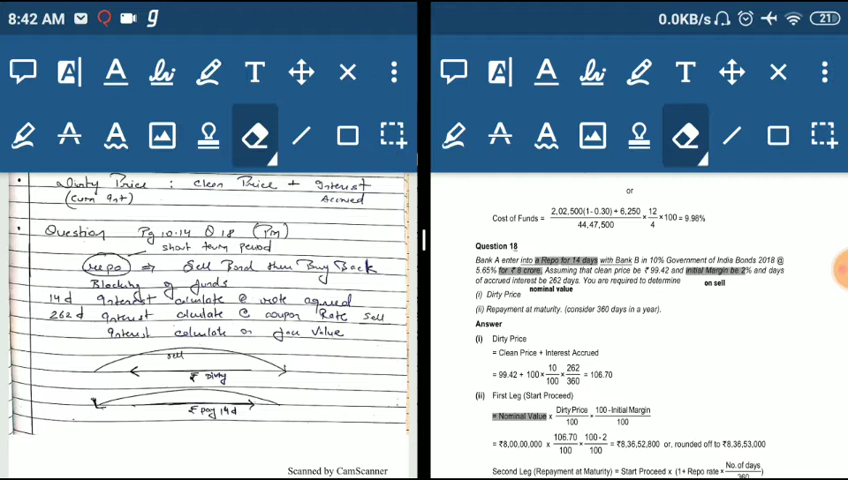 8:42 AM
0.0KB/s
21
Dirty Price : Clean Price + Interest
(cum Int) Accrued
Question Pg 10.14 Q 18 (Pm)
short term period
repo ⇒ Sell Bond then Buy Back
Blocking of funds
14d Interest calculate @ rate agreed
262d Interest calculate @ coupon Rate sell
Interest calculate on face Value
sell
₹ Dirty
₹ pay 14d
Scanned by CamScanner
or
Cost of Funds = 2,02,500(1-0.30) + 6,250 / 44,47,500 × 12/4 × 100 = 9.98%
Question 18
Bank A enter into a Repo for 14 days with Bank B in 10% Government of India Bonds 2018 @
5.65% for ₹ 8 crore. Assuming that clean price be ₹ 99.42 and initial Margin be 2% and days
of accrued interest be 262 days. You are required to determine on sell
(i) Dirty Price nominal value
(ii) Repayment at maturity. (consider 360 days in a year).
Answer
(i) Dirty Price
= Clean Price + Interest Accrued
= 99.42 + 100 × 10/100 × 262/360 = 106.70
(ii) First Leg (Start Proceed)
= Nominal Value x Dirty Price/100 × 100 - Initial Margin/100
= ₹8,00,00,000 x 106.70/100 × 100 - 2/100 = ₹8,36,52,800 or, rounded off to ₹8,36,53,000
Second Leg (Repayment at Maturity) = Start Proceed x (1+ Repo rate × No. of days/360)